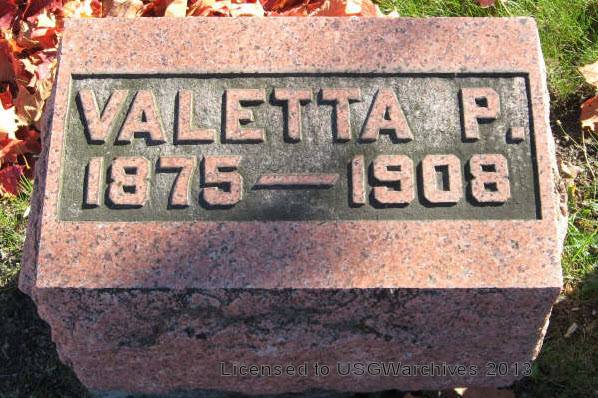 VALETTA P.
1875—1908
Licensed to USGWarchives 2013